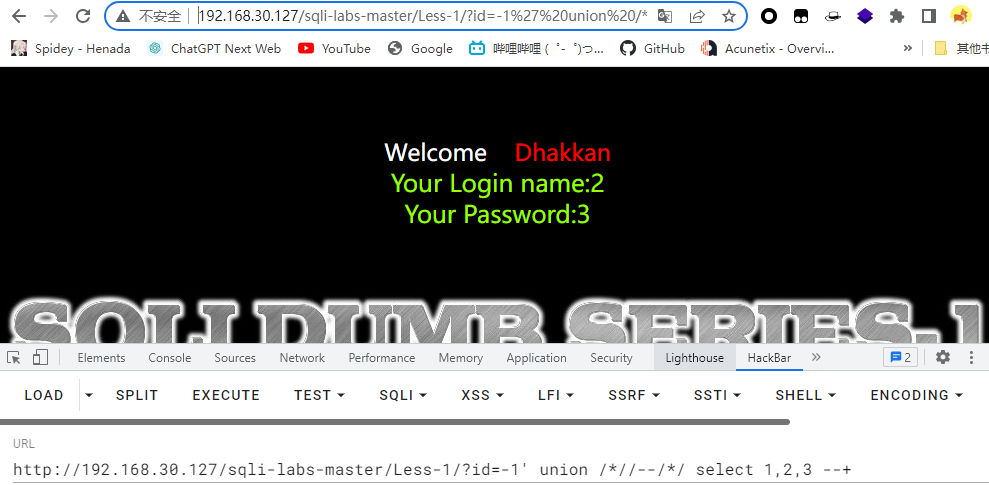 不安全 192.168.30.127/sqli-labs-master/Less-1/?id=-1%27%20union%20/*
Spidey - Henada ChatGPT Next Web YouTube Google 哔哩哔哩 ( ゜- ゜)つ... GitHub Acunetix - Overvi... » 其他书
Welcome Dhakkan
Your Login name:2
Your Password:3
SQLI DUMB SERIES-1
Elements Console Sources Network Performance Memory Application Security Lighthouse HackBar » 2
LOAD SPLIT EXECUTE TEST SQLI XSS LFI SSRF SSTI SHELL ENCODING
URL
http://192.168.30.127/sqli-labs-master/Less-1/?id=-1' union /*//--/*/ select 1,2,3 --+